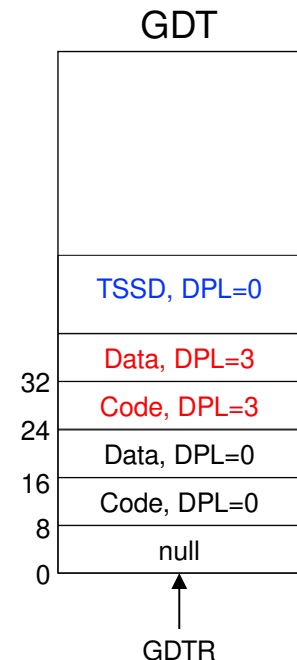 GDT
TSSD, DPL=0
Data, DPL=3
32
Code, DPL=3
24
Data, DPL=0
16
Code, DPL=0
8
null
0
GDTR